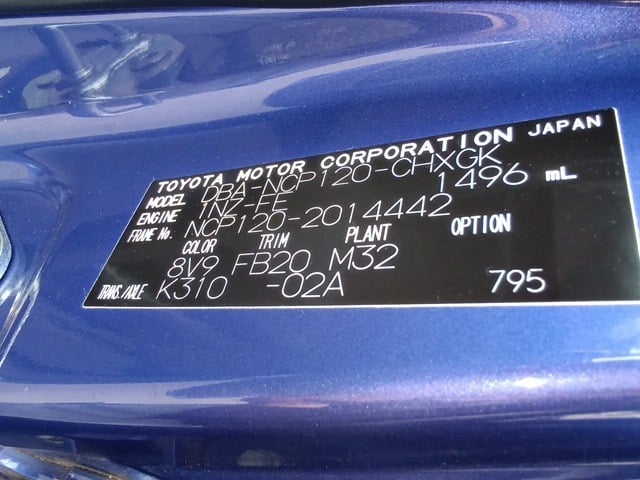 TOYOTA MOTOR CORPORATION JAPAN
MODEL DBA-NCP120-CHXGK
ENGINE 1NZ-FE 1496 mL
FRAME No. NCP120-2014442
COLOR TRIM PLANT OPTION
8V9 FB20 M32
TRANS./AXLE K310 -02A 795